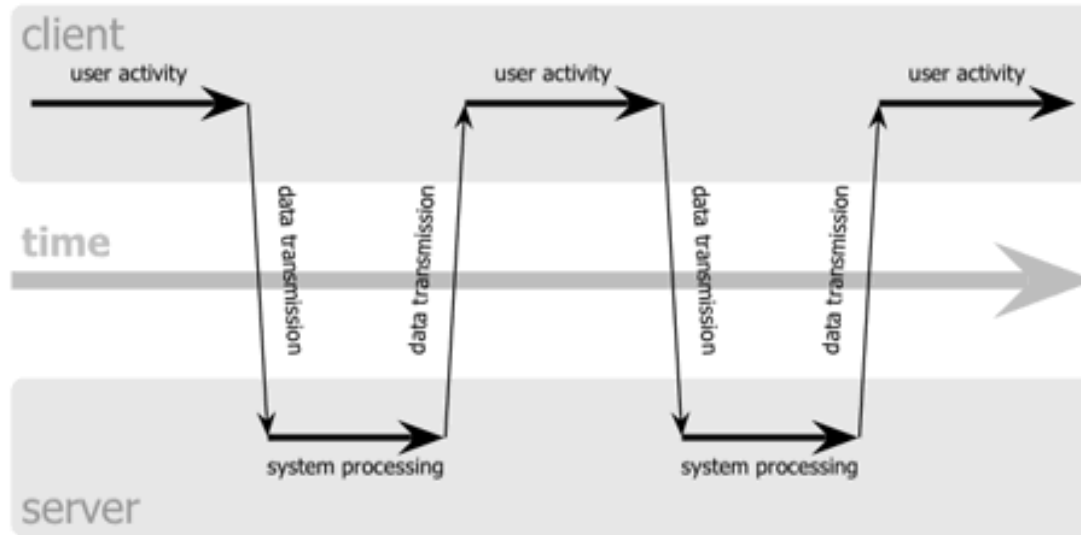 client
user activity
user activity
user activity
data transmission
data transmission
data transmission
data transmission
time
system processing
system processing
server